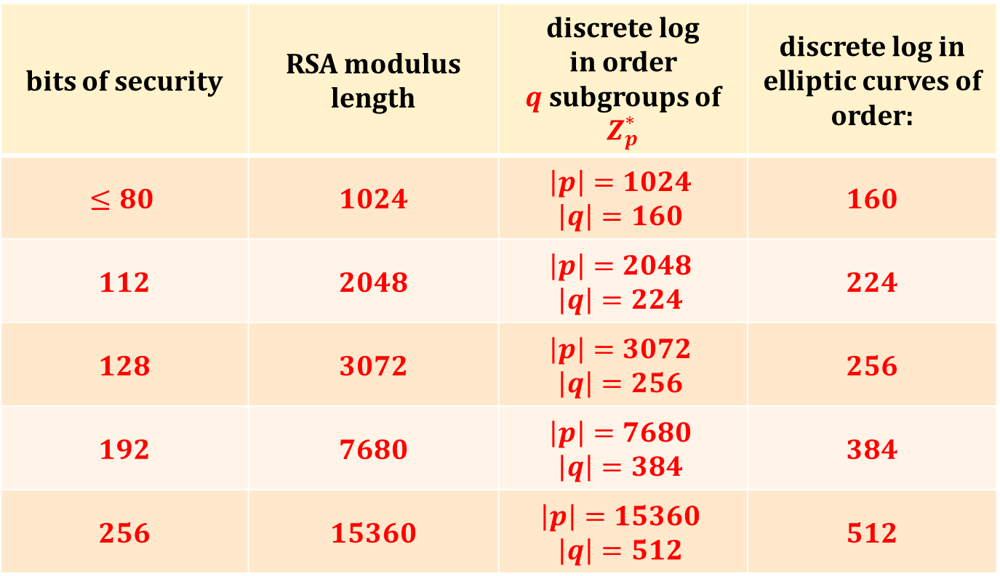 bits of security
RSA modulus
length
discrete log
in order
q subgroups of
Z*p
discrete log in
elliptic curves of
order:
≤ 80
1024
|p| = 1024
|q| = 160
160
112
2048
|p| = 2048
|q| = 224
224
128
3072
|p| = 3072
|q| = 256
256
192
7680
|p| = 7680
|q| = 384
384
256
15360
|p| = 15360
|q| = 512
512